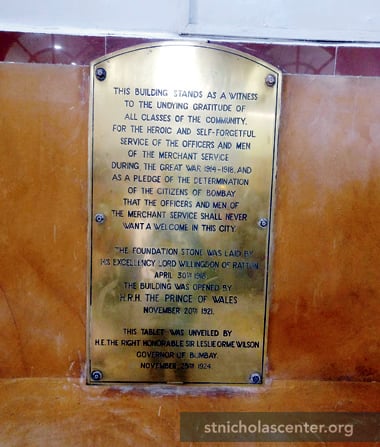 THIS BUILDING STANDS AS A WITNESS
TO THE UNDYING GRATITUDE OF
ALL CLASSES OF THE COMMUNITY.
FOR THE HEROIC AND SELF-FORGETFUL
SERVICE OF THE OFFICERS AND MEN
OF THE MERCHANT SERVICE
DURING THE GREAT WAR 1914-1918, AND
AS A PLEDGE OF THE DETERMINATION
OF THE CITIZENS OF BOMBAY
THAT THE OFFICERS AND MEN OF
THE MERCHANT SERVICE SHALL NEVER
WANT A WELCOME IN THIS CITY.
THE FOUNDATION STONE WAS LAID BY
HIS EXCELLENCY LORD WILLINGDON OF RATTON
APRIL 30TH 1918.
THE BUILDING WAS OPENED BY
H.R.H. THE PRINCE OF WALES
NOVEMBER 20TH 1921.
THIS TABLET WAS UNVEILED BY
H.E. THE RIGHT HONORABLE SIR LESLIE ORME WILSON
GOVERNOR OF BOMBAY.
NOVEMBER, 25TH 1924.
stnicholascenter.org